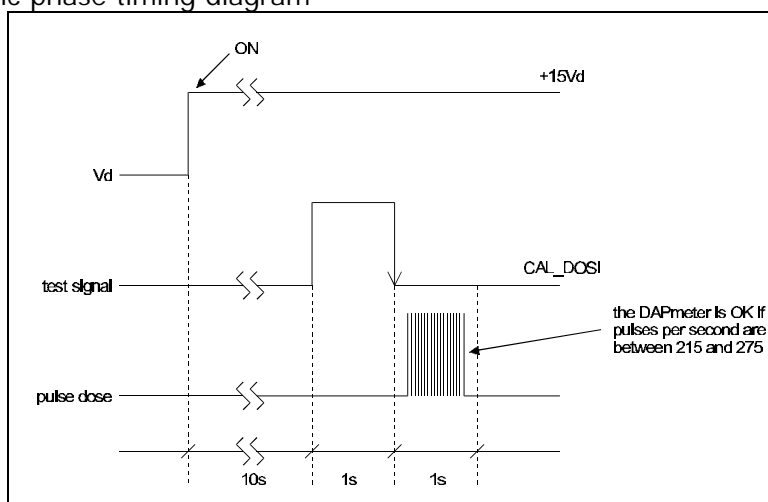 phase timing diagram
ON
+15Vd
Vd
test signal
CAL_DOSI
the DAPmeter is OK if
pulses per second are
between 215 and 275
pulse dose
10s
1s
1s